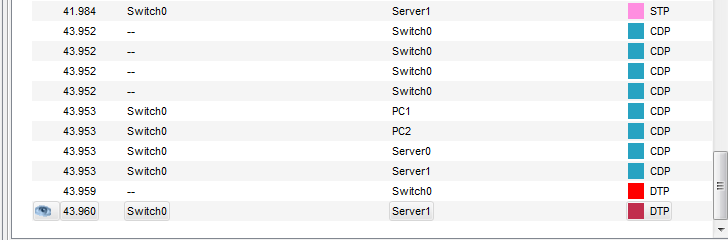 41.984 Switch0 Server1 STP
43.952 -- Switch0 CDP
43.952 -- Switch0 CDP
43.952 -- Switch0 CDP
43.952 -- Switch0 CDP
43.953 Switch0 PC1 CDP
43.953 Switch0 PC2 CDP
43.953 Switch0 Server0 CDP
43.953 Switch0 Server1 CDP
43.959 -- Switch0 DTP
43.960 Switch0 Server1 DTP